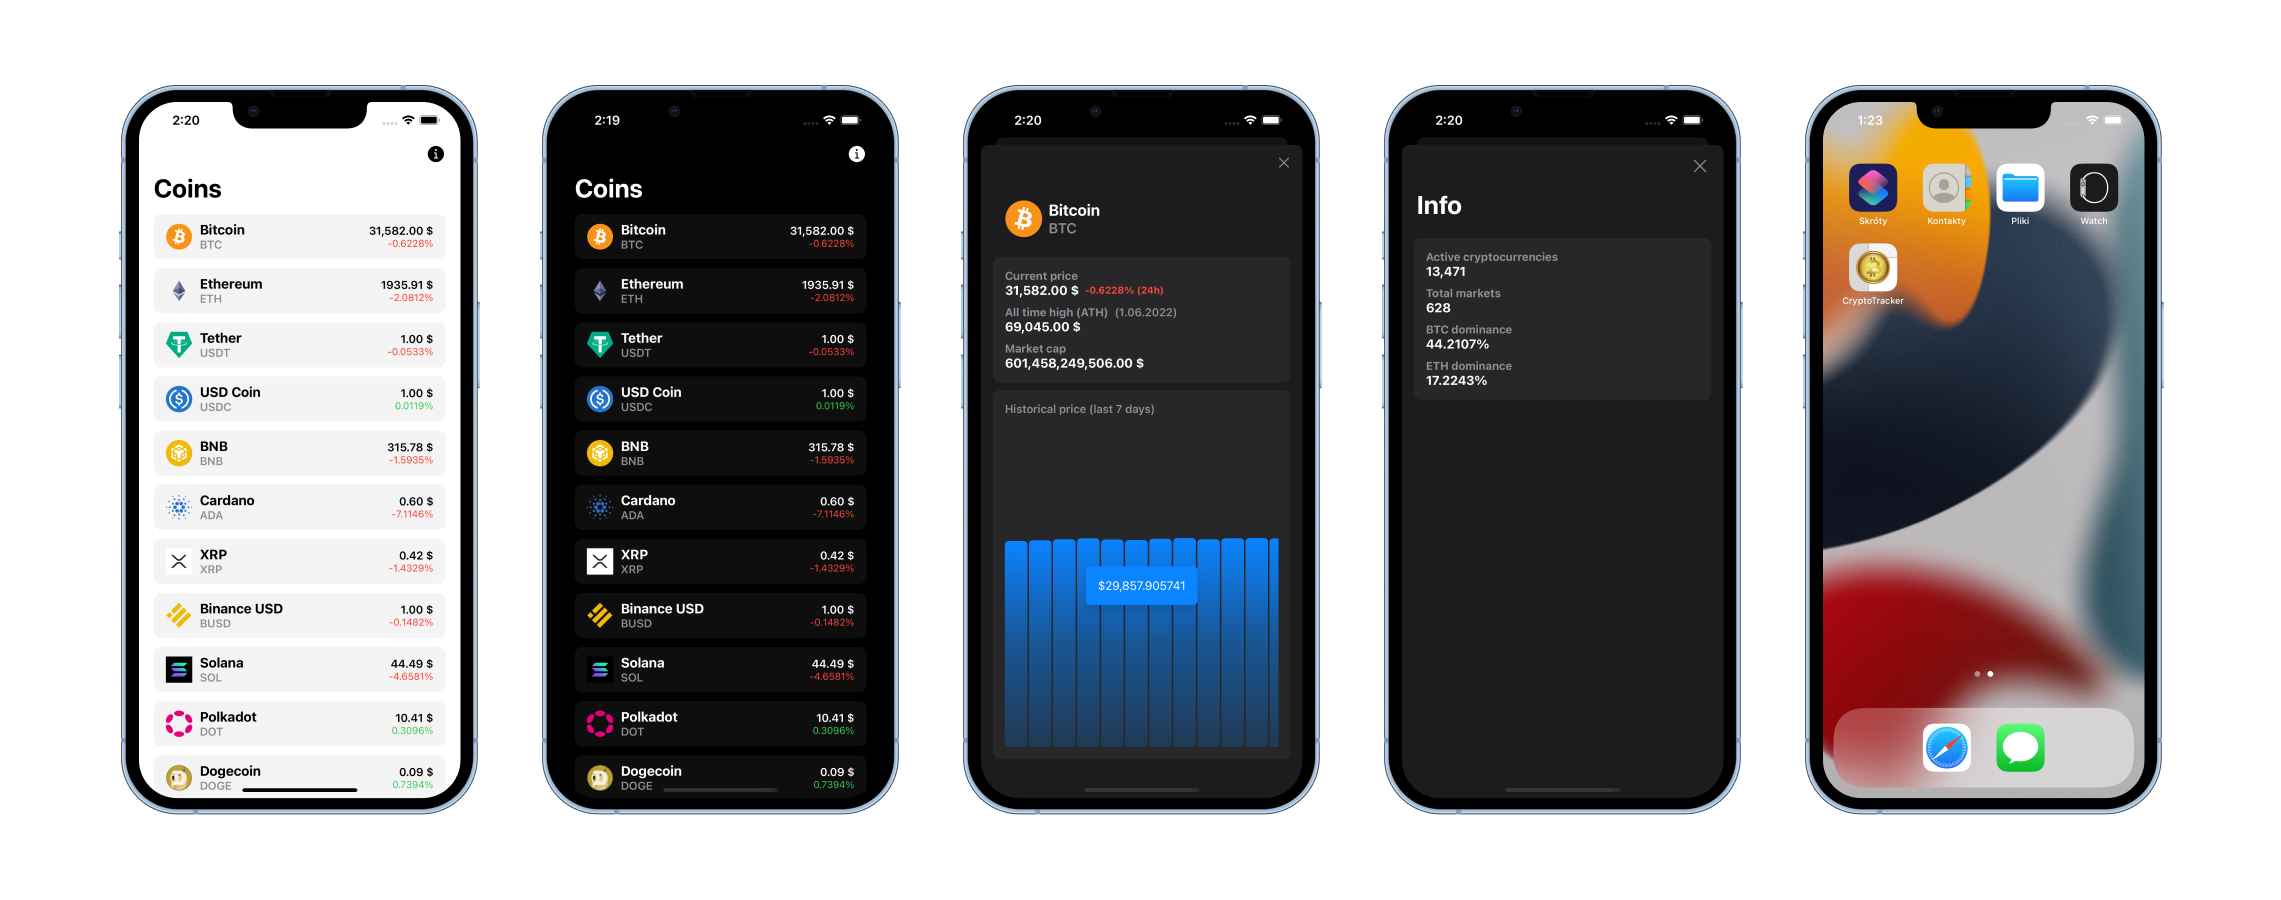 2:20
Coins
Bitcoin
BTC
31,582.00 $
-0.6228%
Ethereum
ETH
1935.91 $
-2.0812%
Tether
USDT
1.00 $
-0.0533%
USD Coin
USDC
1.00 $
0.0119%
BNB
BNB
315.78 $
-1.5935%
Cardano
ADA
0.60 $
-7.1146%
XRP
XRP
0.42 $
-1.4329%
Binance USD
BUSD
1.00 $
-0.1482%
Solana
SOL
44.49 $
-4.6581%
Polkadot
DOT
10.41 $
0.3096%
Dogecoin
DOGE
0.09 $
0.7394%
2:19
Coins
Bitcoin
BTC
31,582.00 $
-0.6228%
Ethereum
ETH
1935.91 $
-2.0812%
Tether
USDT
1.00 $
-0.0533%
USD Coin
USDC
1.00 $
0.0119%
BNB
BNB
315.78 $
-1.5935%
Cardano
ADA
0.60 $
-7.1146%
XRP
XRP
0.42 $
-1.4329%
Binance USD
BUSD
1.00 $
-0.1482%
Solana
SOL
44.49 $
-4.6581%
Polkadot
DOT
10.41 $
0.3096%
Dogecoin
DOGE
0.09 $
0.7394%
2:20
Bitcoin
BTC
Current price
31,582.00 $ -0.6228% (24h)
All time high (ATH) (1.06.2022)
69,045.00 $
Market cap
601,458,249,506.00 $
Historical price (last 7 days)
$29,857.905741
2:20
Info
Active cryptocurrencies
13,471
Total markets
628
BTC dominance
44.2107%
ETH dominance
17.2243%
1:23
Skróty
Kontakty
Pliki
Watch
CryptoTracker